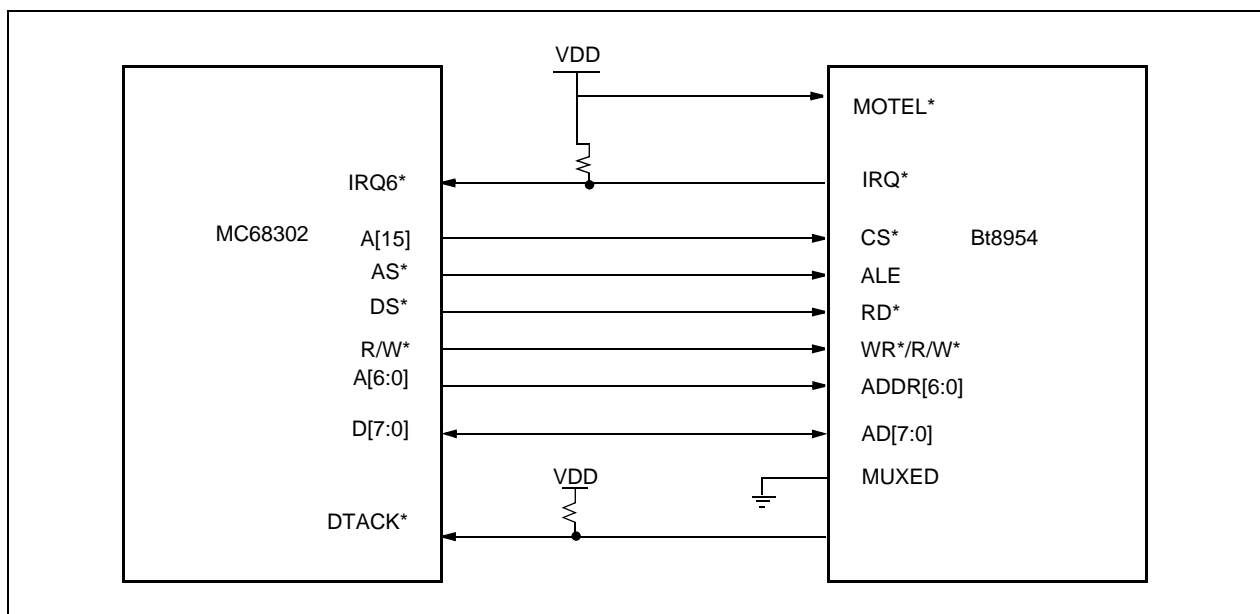 VDD
MOTEL*
IRQ6*
IRQ*
MC68302
A[15]
CS*
Bt8954
AS*
ALE
DS*
RD*
R/W*
WR*/R/W*
A[6:0]
ADDR[6:0]
D[7:0]
AD[7:0]
VDD
MUXED
DTACK*